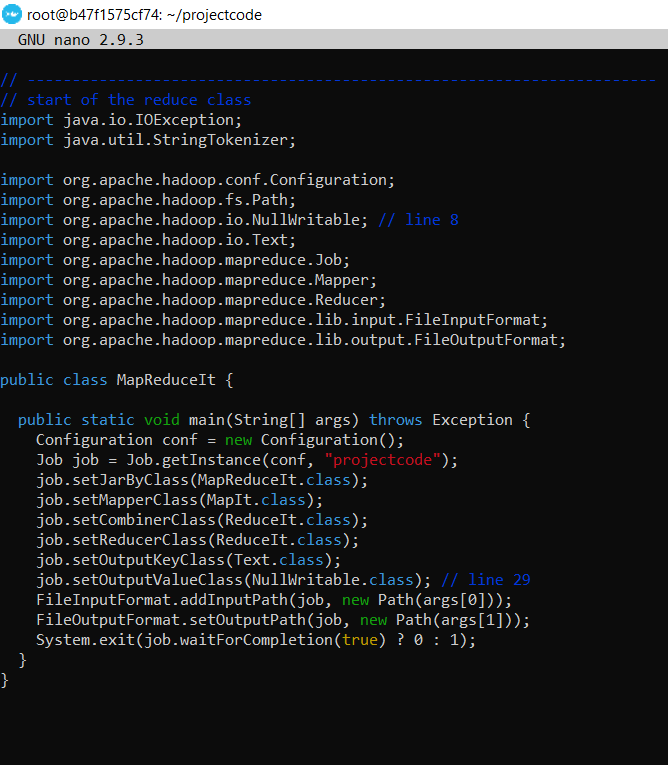 root@b47f1575cf74: ~/projectcode
GNU nano 2.9.3
// ----------------------------------------------------------------------
// start of the reduce class
import java.io.IOException;
import java.util.StringTokenizer;
import org.apache.hadoop.conf.Configuration;
import org.apache.hadoop.fs.Path;
import org.apache.hadoop.io.NullWritable; // line 8
import org.apache.hadoop.io.Text;
import org.apache.hadoop.mapreduce.Job;
import org.apache.hadoop.mapreduce.Mapper;
import org.apache.hadoop.mapreduce.Reducer;
import org.apache.hadoop.mapreduce.lib.input.FileInputFormat;
import org.apache.hadoop.mapreduce.lib.output.FileOutputFormat;
public class MapReduceIt {
public static void main(String[] args) throws Exception {
Configuration conf = new Configuration();
Job job = Job.getInstance(conf, "projectcode");
job.setJarByClass(MapReduceIt.class);
job.setMapperClass(MapIt.class);
job.setCombinerClass(ReduceIt.class);
job.setReducerClass(ReduceIt.class);
job.setOutputKeyClass(Text.class);
job.setOutputValueClass(NullWritable.class); // line 29
FileInputFormat.addInputPath(job, new Path(args[0]));
FileOutputFormat.setOutputPath(job, new Path(args[1]));
System.exit(job.waitForCompletion(true) ? 0 : 1);
}
}